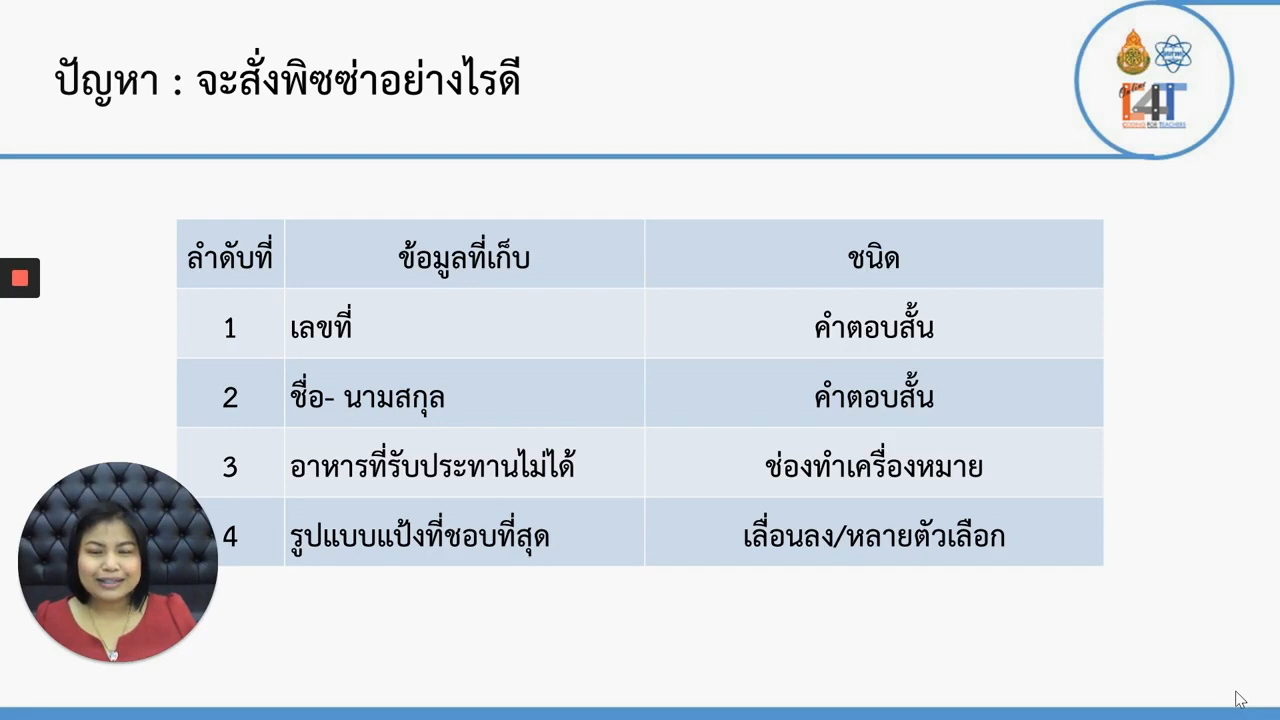 ปัญหา : จะสั่งพิซซ่าอย่างไรดี
Online
C4T
CODING FOR TEACHERS
ลำดับที่ ข้อมูลที่เก็บ ชนิด
1 เลขที่ คำตอบสั้น
2 ชื่อ- นามสกุล คำตอบสั้น
3 อาหารที่รับประทานไม่ได้ ช่องทำเครื่องหมาย
4 รูปแบบแป้งที่ชอบที่สุด เลื่อนลง/หลายตัวเลือก